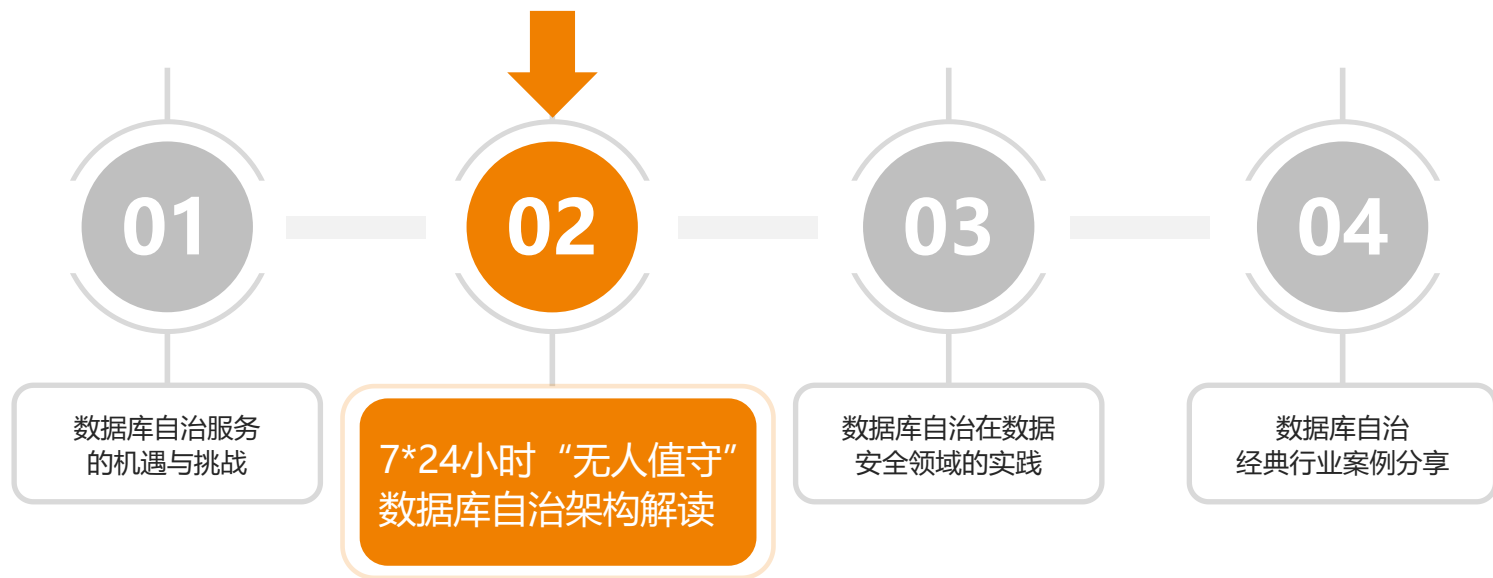 01
02
03
04
数据库自治服务
的机遇与挑战
7*24小时“无人值守”
数据库自治架构解读
数据库自治在数据
安全领域的实践
数据库自治
经典行业案例分享